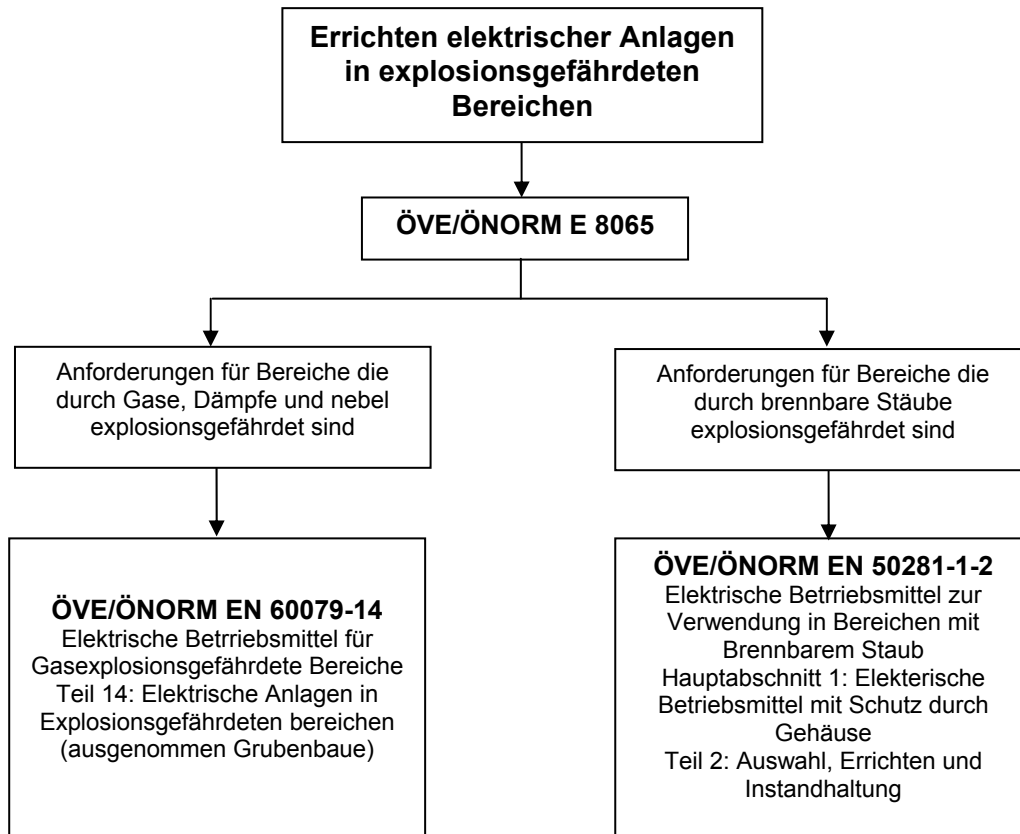 Errichten elektrischer Anlagen
in explosionsgefährdeten
Bereichen
ÖVE/ÖNORM E 8065
Anforderungen für Bereiche die
durch Gase, Dämpfe und nebel
explosionsgefährdet sind
Anforderungen für Bereiche die
durch brennbare Stäube
explosionsgefährdet sind
ÖVE/ÖNORM EN 60079-14
Elektrische Betrriebsmittel für
Gasexplosionsgefährdete Bereiche
Teil 14: Elektrische Anlagen in
Explosionsgefährdeten bereichen
(ausgenommen Grubenbaue)
ÖVE/ÖNORM EN 50281-1-2
Elektrische Betrriebsmittel zur
Verwendung in Bereichen mit
Brennbarem Staub
Hauptabschnitt 1: Elekterische
Betriebsmittel mit Schutz durch
Gehäuse
Teil 2: Auswahl, Errichten und
Instandhaltung